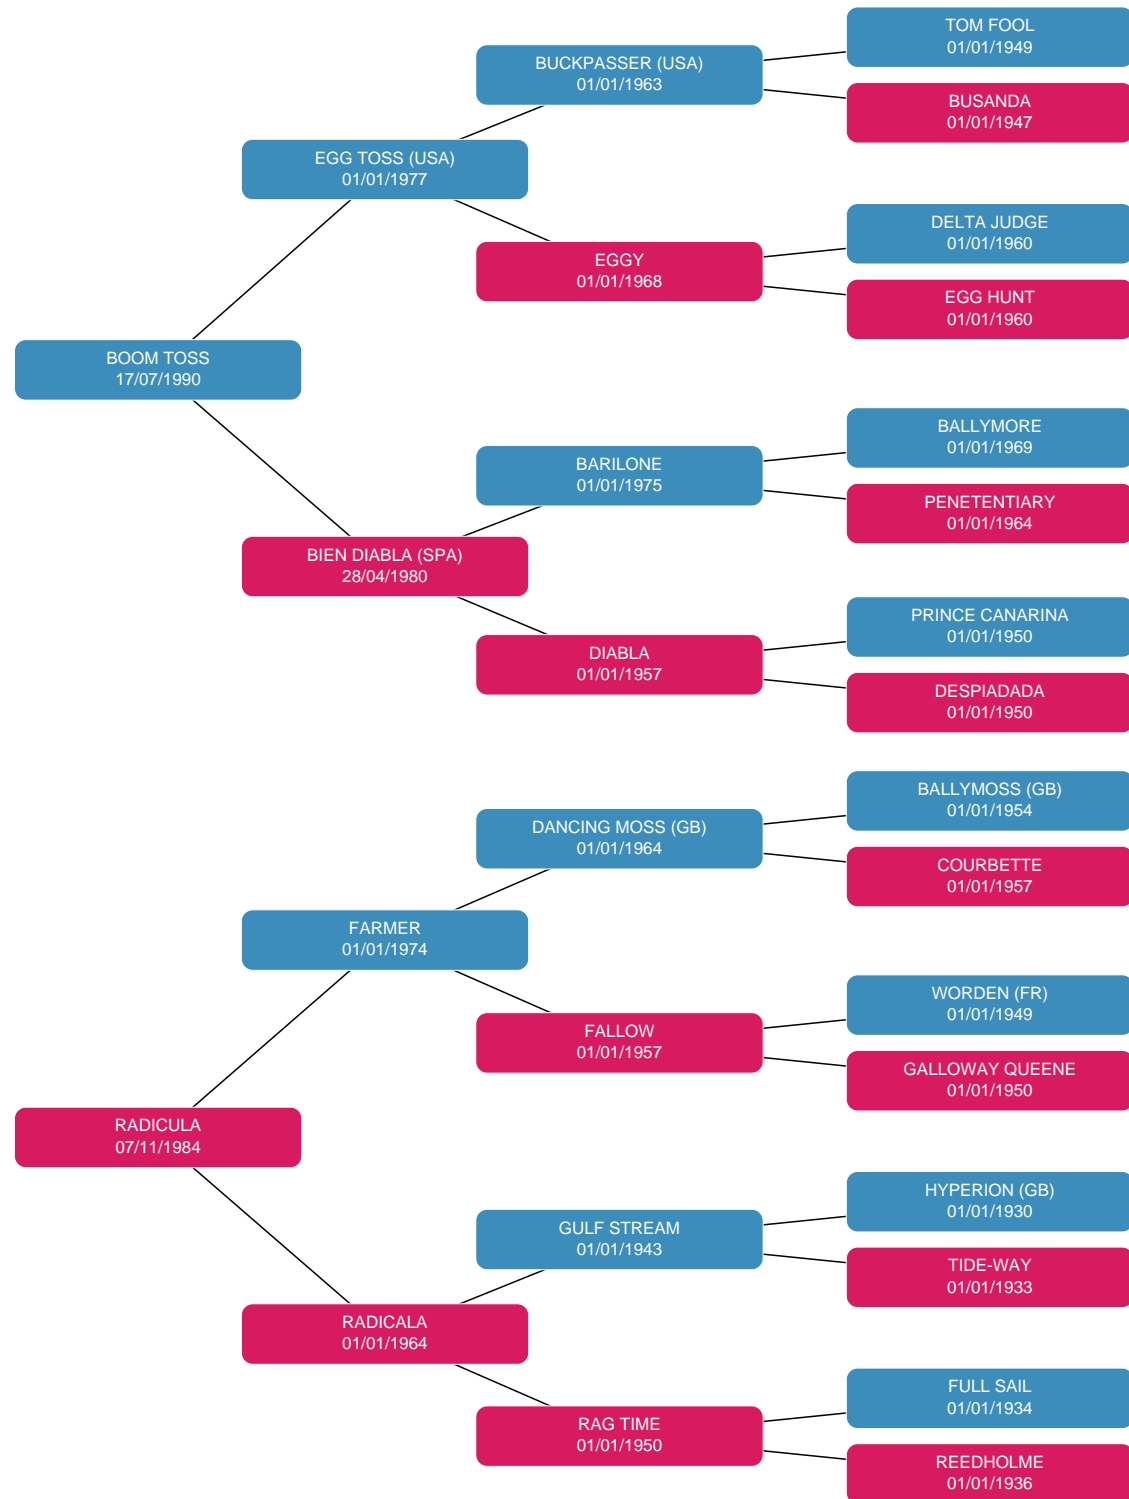 TOM FOOL
01/01/1949
BUCKPASSER (USA)
01/01/1963
BUSANDA
01/01/1947
EGG TOSS (USA)
01/01/1977
DELTA JUDGE
01/01/1960
EGGY
01/01/1968
EGG HUNT
01/01/1960
BOOM TOSS
17/07/1990
BALLYMORE
01/01/1969
BARILONE
01/01/1975
PENETENTIARY
01/01/1964
BIEN DIABLA (SPA)
28/04/1980
PRINCE CANARINA
01/01/1950
DIABLA
01/01/1957
DESPIADADA
01/01/1950
BALLYMOSS (GB)
01/01/1954
DANCING MOSS (GB)
01/01/1964
COURBETTE
01/01/1957
FARMER
01/01/1974
WORDEN (FR)
01/01/1949
FALLOW
01/01/1957
GALLOWAY QUEENE
01/01/1950
RADICULA
07/11/1984
HYPERION (GB)
01/01/1930
GULF STREAM
01/01/1943
TIDE-WAY
01/01/1933
RADICALA
01/01/1964
FULL SAIL
01/01/1934
RAG TIME
01/01/1950
REEDHOLME
01/01/1936